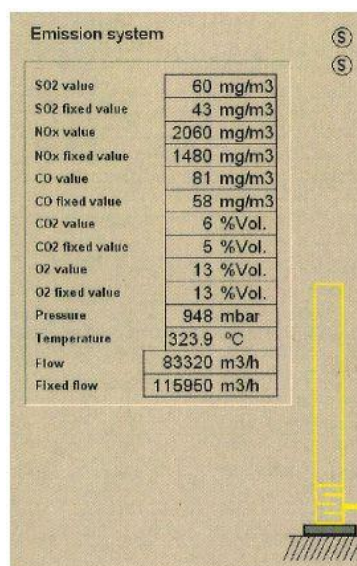 Emission system
S
S
SO2 value 60 mg/m3
SO2 fixed value 43 mg/m3
NOx value 2060 mg/m3
NOx fixed value 1480 mg/m3
CO value 81 mg/m3
CO fixed value 58 mg/m3
CO2 value 6 %Vol.
CO2 fixed value 5 %Vol.
O2 value 13 %Vol.
O2 fixed value 13 %Vol.
Pressure 948 mbar
Temperature 323.9 ºC
Flow 83320 m3/h
Fixed flow 115950 m3/h